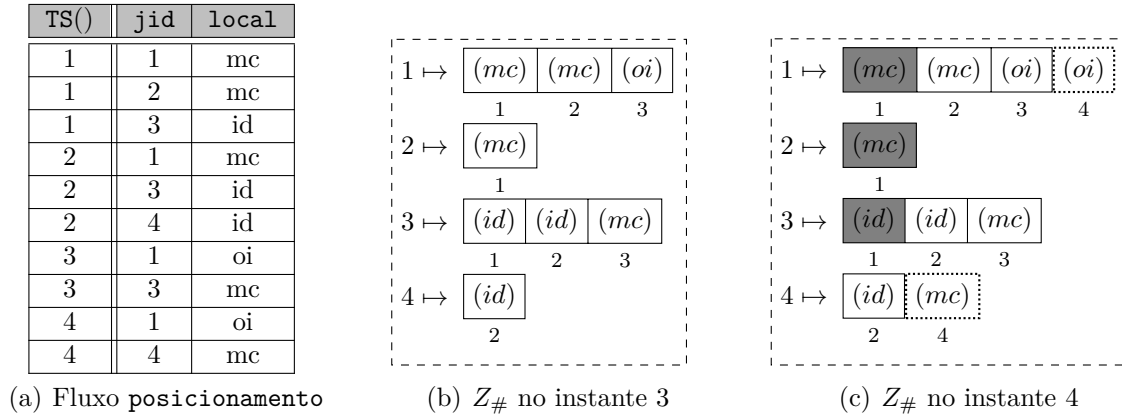 TS() jid local
1 1 mc
1 2 mc
1 3 id
2 1 mc
2 3 id
2 4 id
3 1 oi
3 3 mc
4 1 oi
4 4 mc
(a) Fluxo posicionamento
1 ↦ (mc) (mc) (oi)
1 2 3
2 ↦ (mc)
1
3 ↦ (id) (id) (mc)
1 2 3
4 ↦ (id)
2
(b) Z# no instante 3
1 ↦ (mc) (mc) (oi) (oi)
1 2 3 4
2 ↦ (mc)
1
3 ↦ (id) (id) (mc)
1 2 3
4 ↦ (id) (mc)
2 4
(c) Z# no instante 4